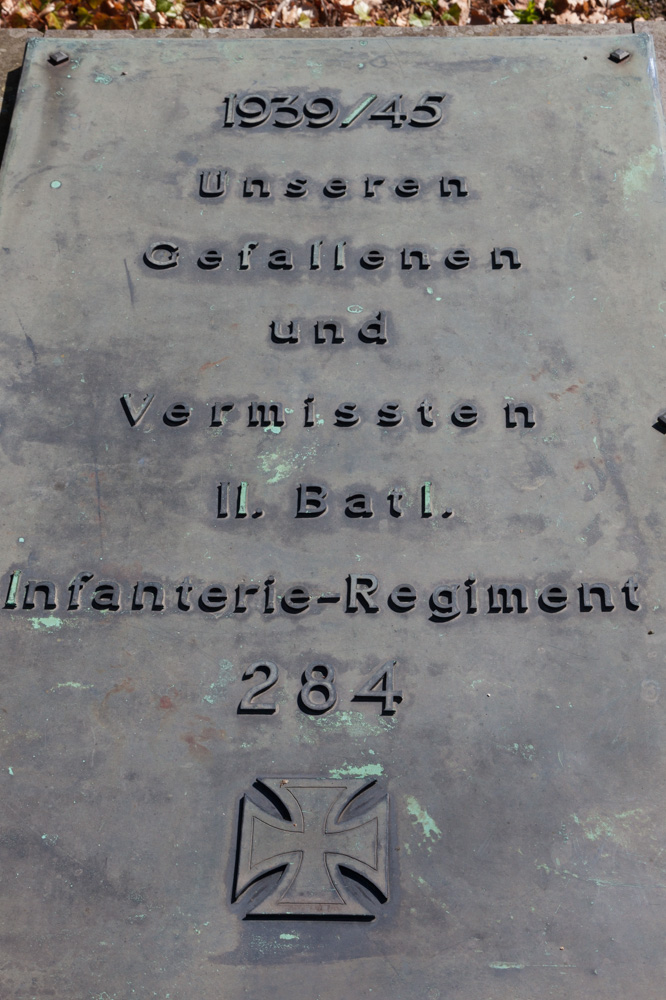 1939/45
Unseren
Gefallenen
und
Vermissten
II. Batl.
Infanterie-Regiment
284